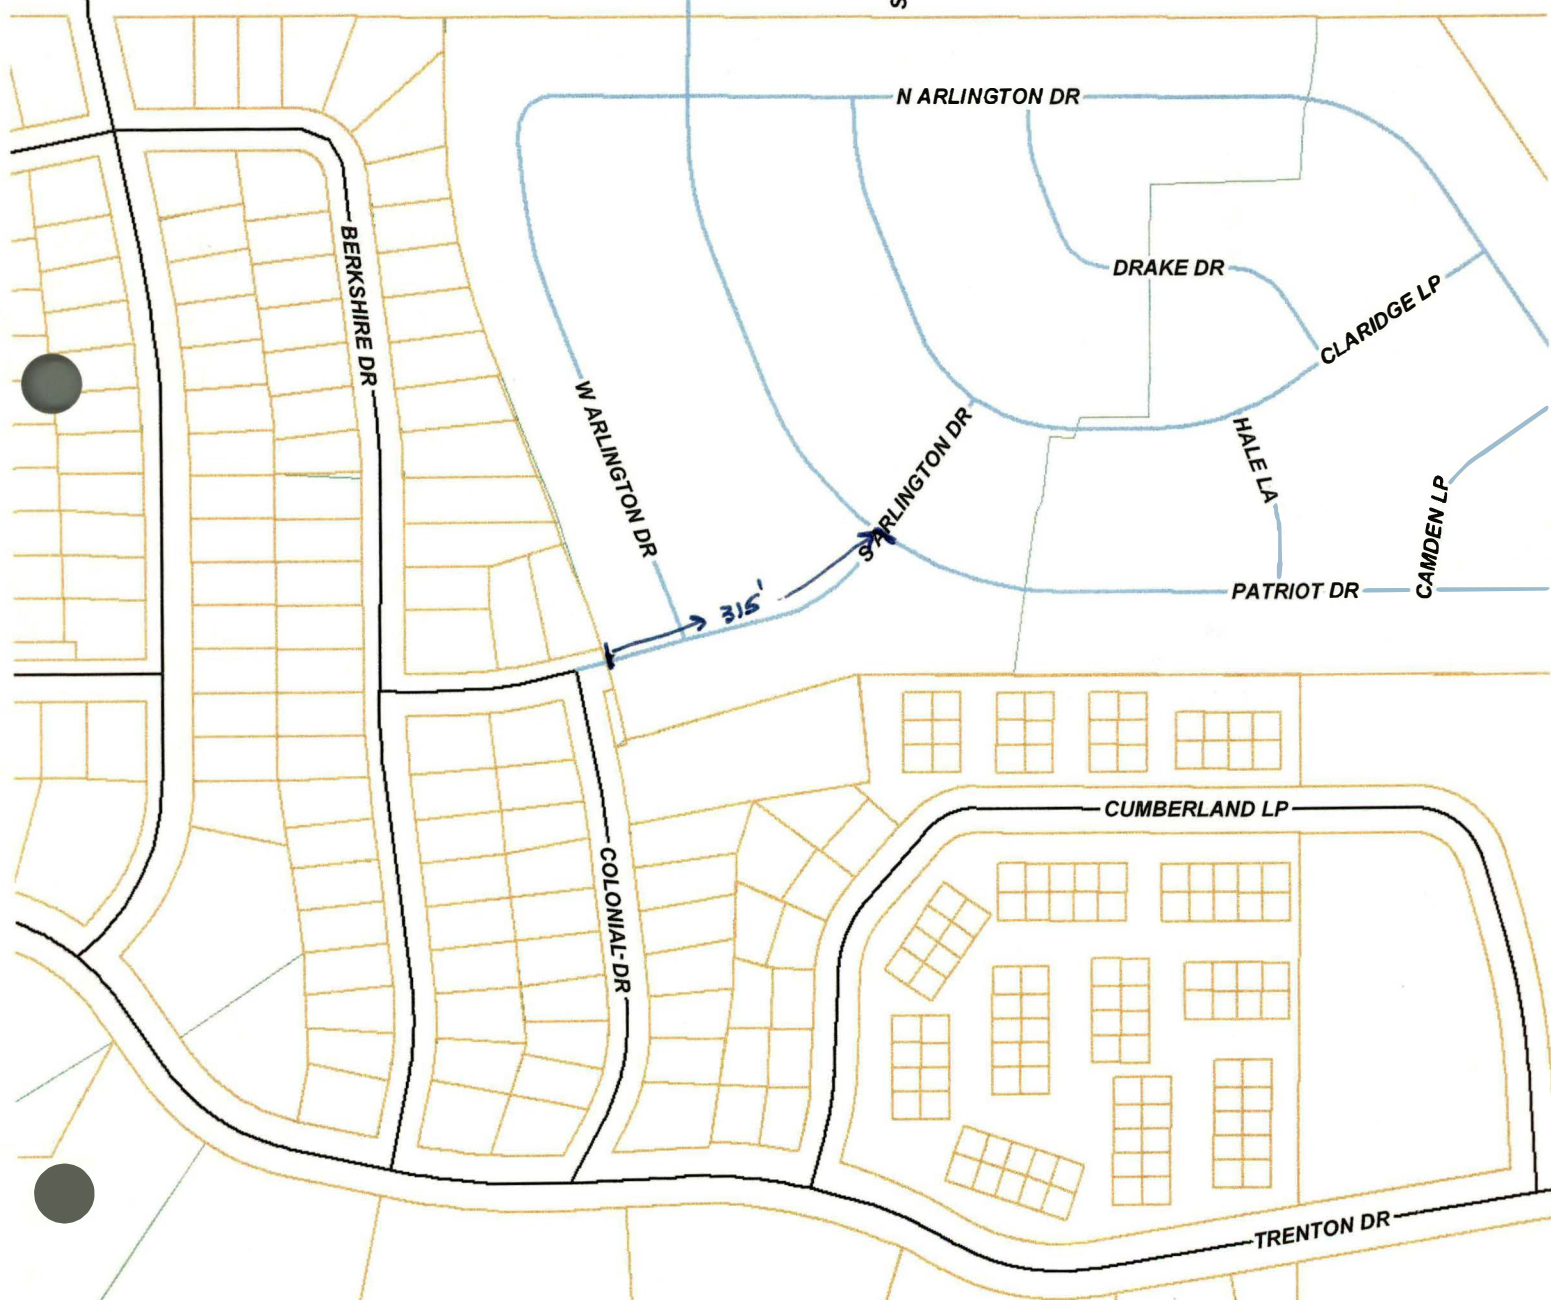 S
N ARLINGTON DR
BERKSHIRE DR
DRAKE DR
CLARIDGE LP
W ARLINGTON DR
S ARLINGTON DR
HALE LA
CAMDEN LP
PATRIOT DR
315'
CUMBERLAND LP
COLONIAL DR
TRENTON DR